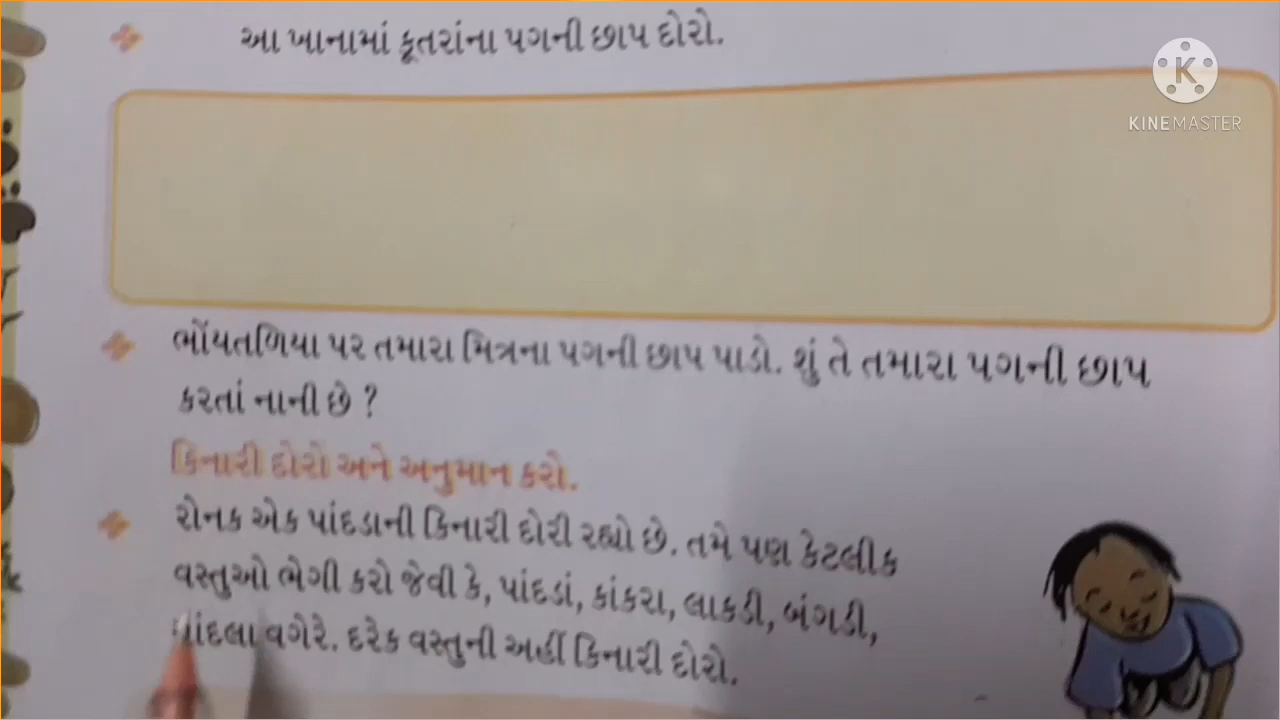 આ ખાનામાં કૂતરાંના પગની છાપ દોરો.
KINEMASTER
ભોંયતળિયા પર તમારા મિત્રના પગની છાપ પાડો. શું તે તમારા પગની છાપ
કરતાં નાની છે ?
કિનારી દોરો અને અનુમાન કરો.
રોનક એક પાંદડાની કિનારી દોરી રહ્યો છે. તમે પણ કેટલીક
વસ્તુઓ ભેગી કરો જેવી કે, પાંદડાં, કાંકરા, લાકડી, બંગડી,
વગેરે. દરેક વસ્તુની અહીં કિનારી દોરો.